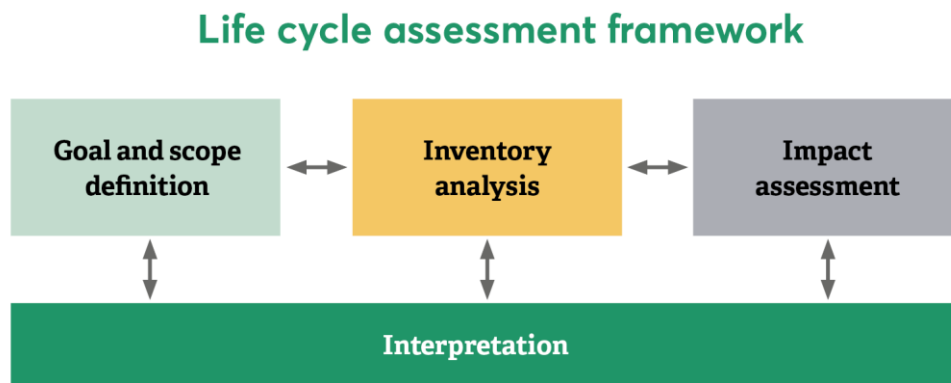 Life cycle assessment framework
Goal and scope
definition
Inventory
analysis
Impact
assessment
Interpretation